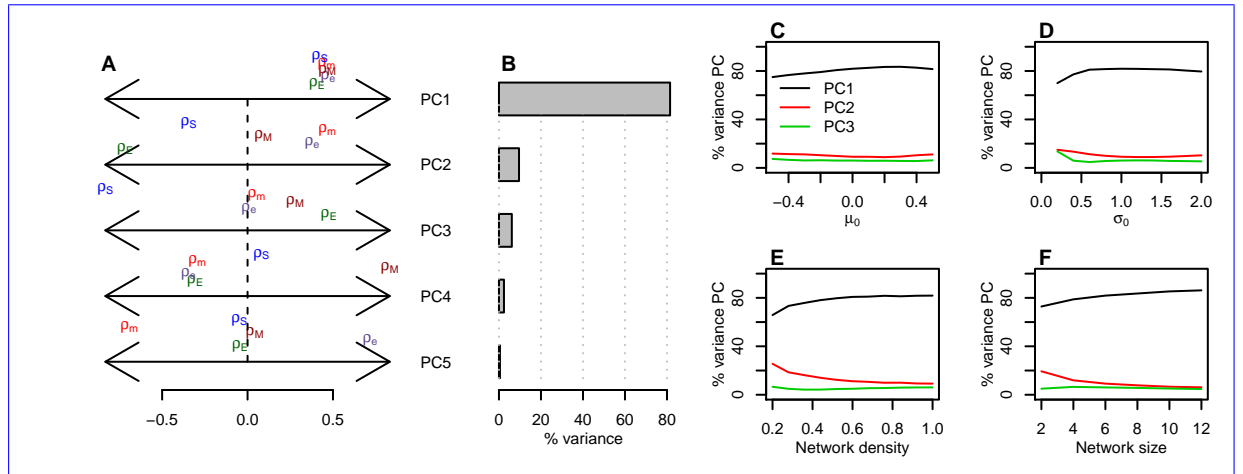 A
ρS
ρm
ρM
ρe
ρE
PC1
ρS
ρm
ρM
ρe
ρE
PC2
ρS
ρm
ρM
ρe
ρE
PC3
ρS
ρm
ρM
ρe
ρE
PC4
ρS
ρm
ρM
ρe
ρE
PC5
−0.5 0.0 0.5
B
0 20 40 60 80
% variance
C
% variance PC
0 40 80
PC1
PC2
PC3
−0.4 0.0 0.4
μ0
D
% variance PC
0 40 80
0.0 0.5 1.0 1.5 2.0
σ0
E
% variance PC
0 40 80
0.2 0.4 0.6 0.8 1.0
Network density
F
% variance PC
0 40 80
2 4 6 8 10 12
Network size